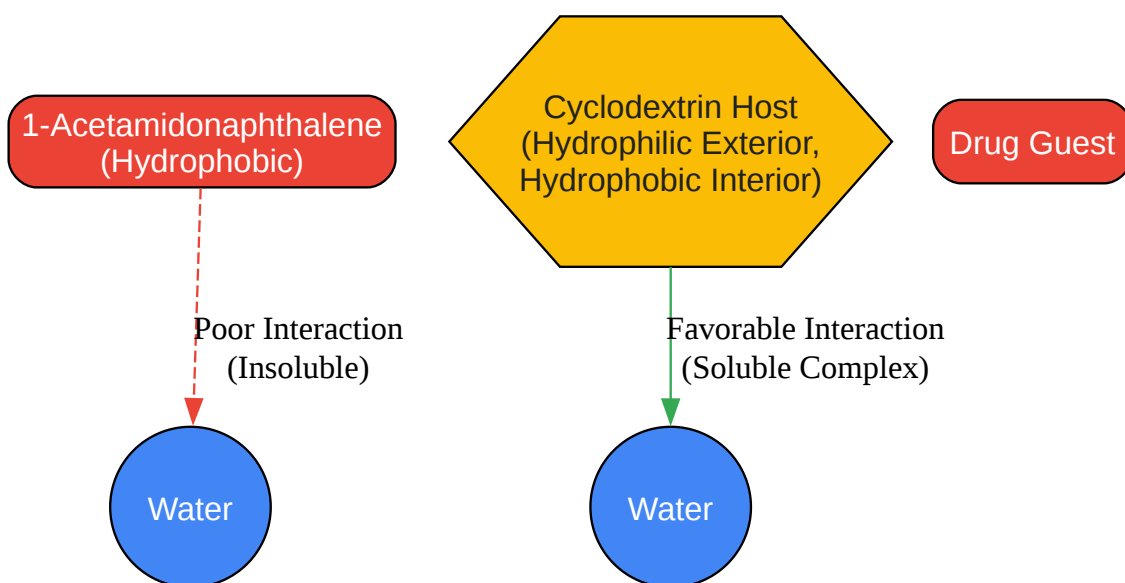 1-Acetamidonaphthalene
(Hydrophobic)
Cyclodextrin Host
(Hydrophilic Exterior,
Hydrophobic Interior)
Drug Guest
Poor Interaction
(Insoluble)
Favorable Interaction
(Soluble Complex)
Water
Water